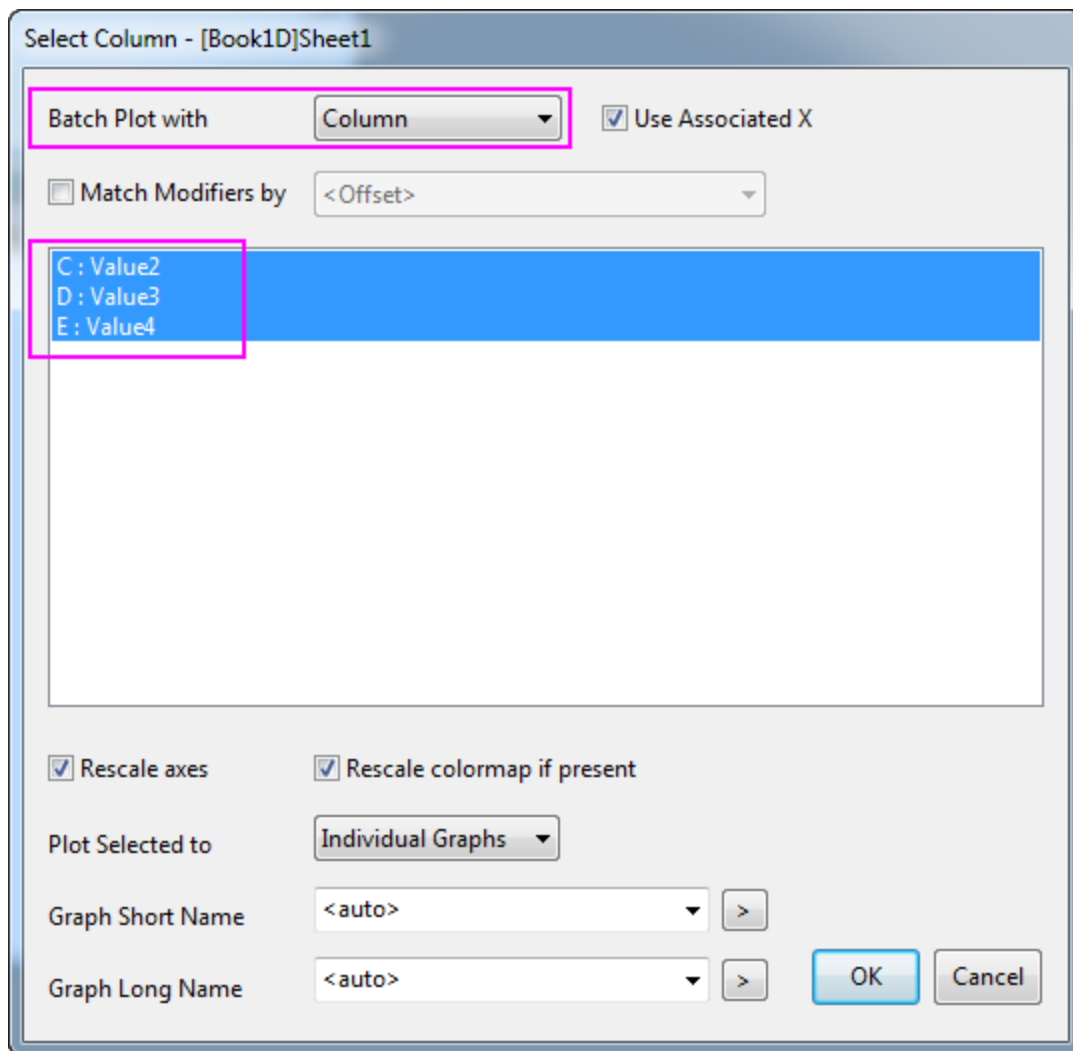 Select Column - [Book1D]Sheet1
Batch Plot with Column Use Associated X
Match Modifiers by <Offset>
C : Value2
D : Value3
E : Value4
Rescale axes Rescale colormap if present
Plot Selected to Individual Graphs
Graph Short Name <auto> >
Graph Long Name <auto> > OK Cancel